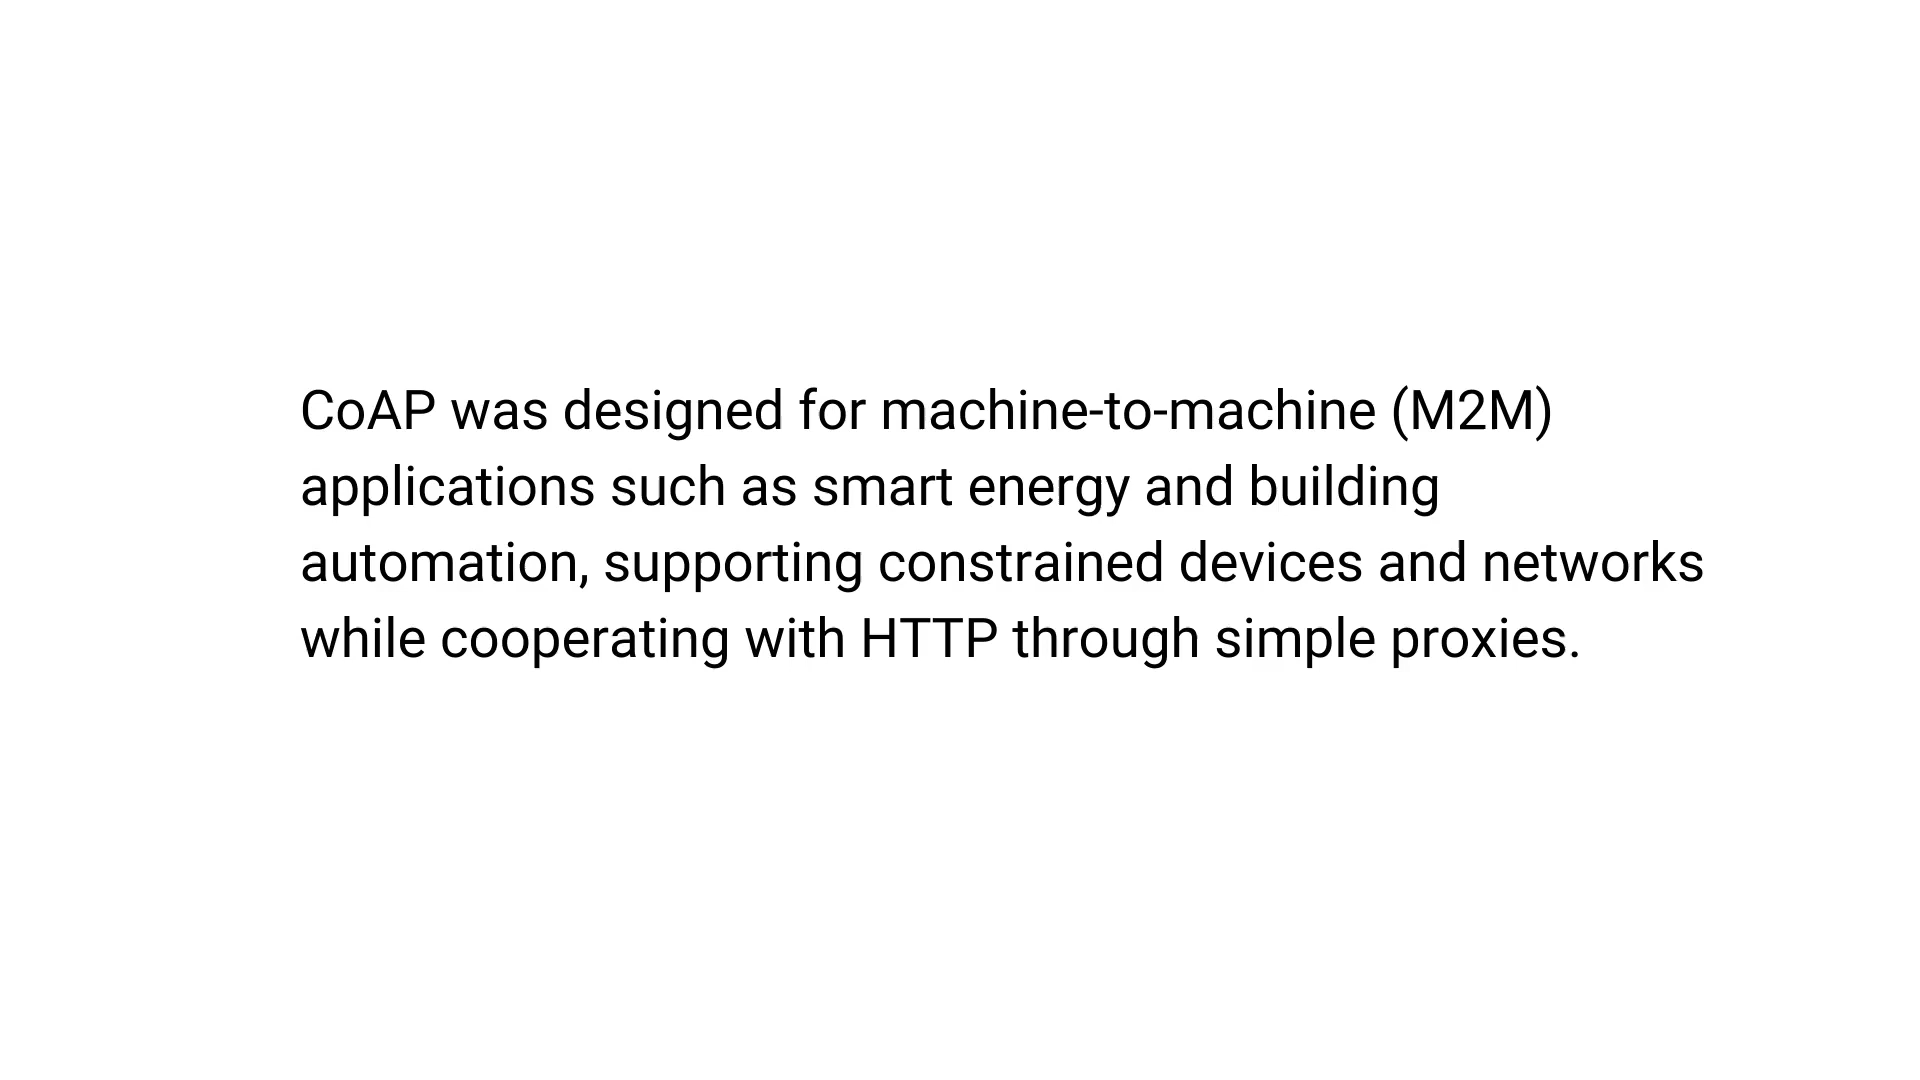 CoAP was designed for machine-to-machine (M2M)
applications such as smart energy and building
automation, supporting constrained devices and networks
while cooperating with HTTP through simple proxies.